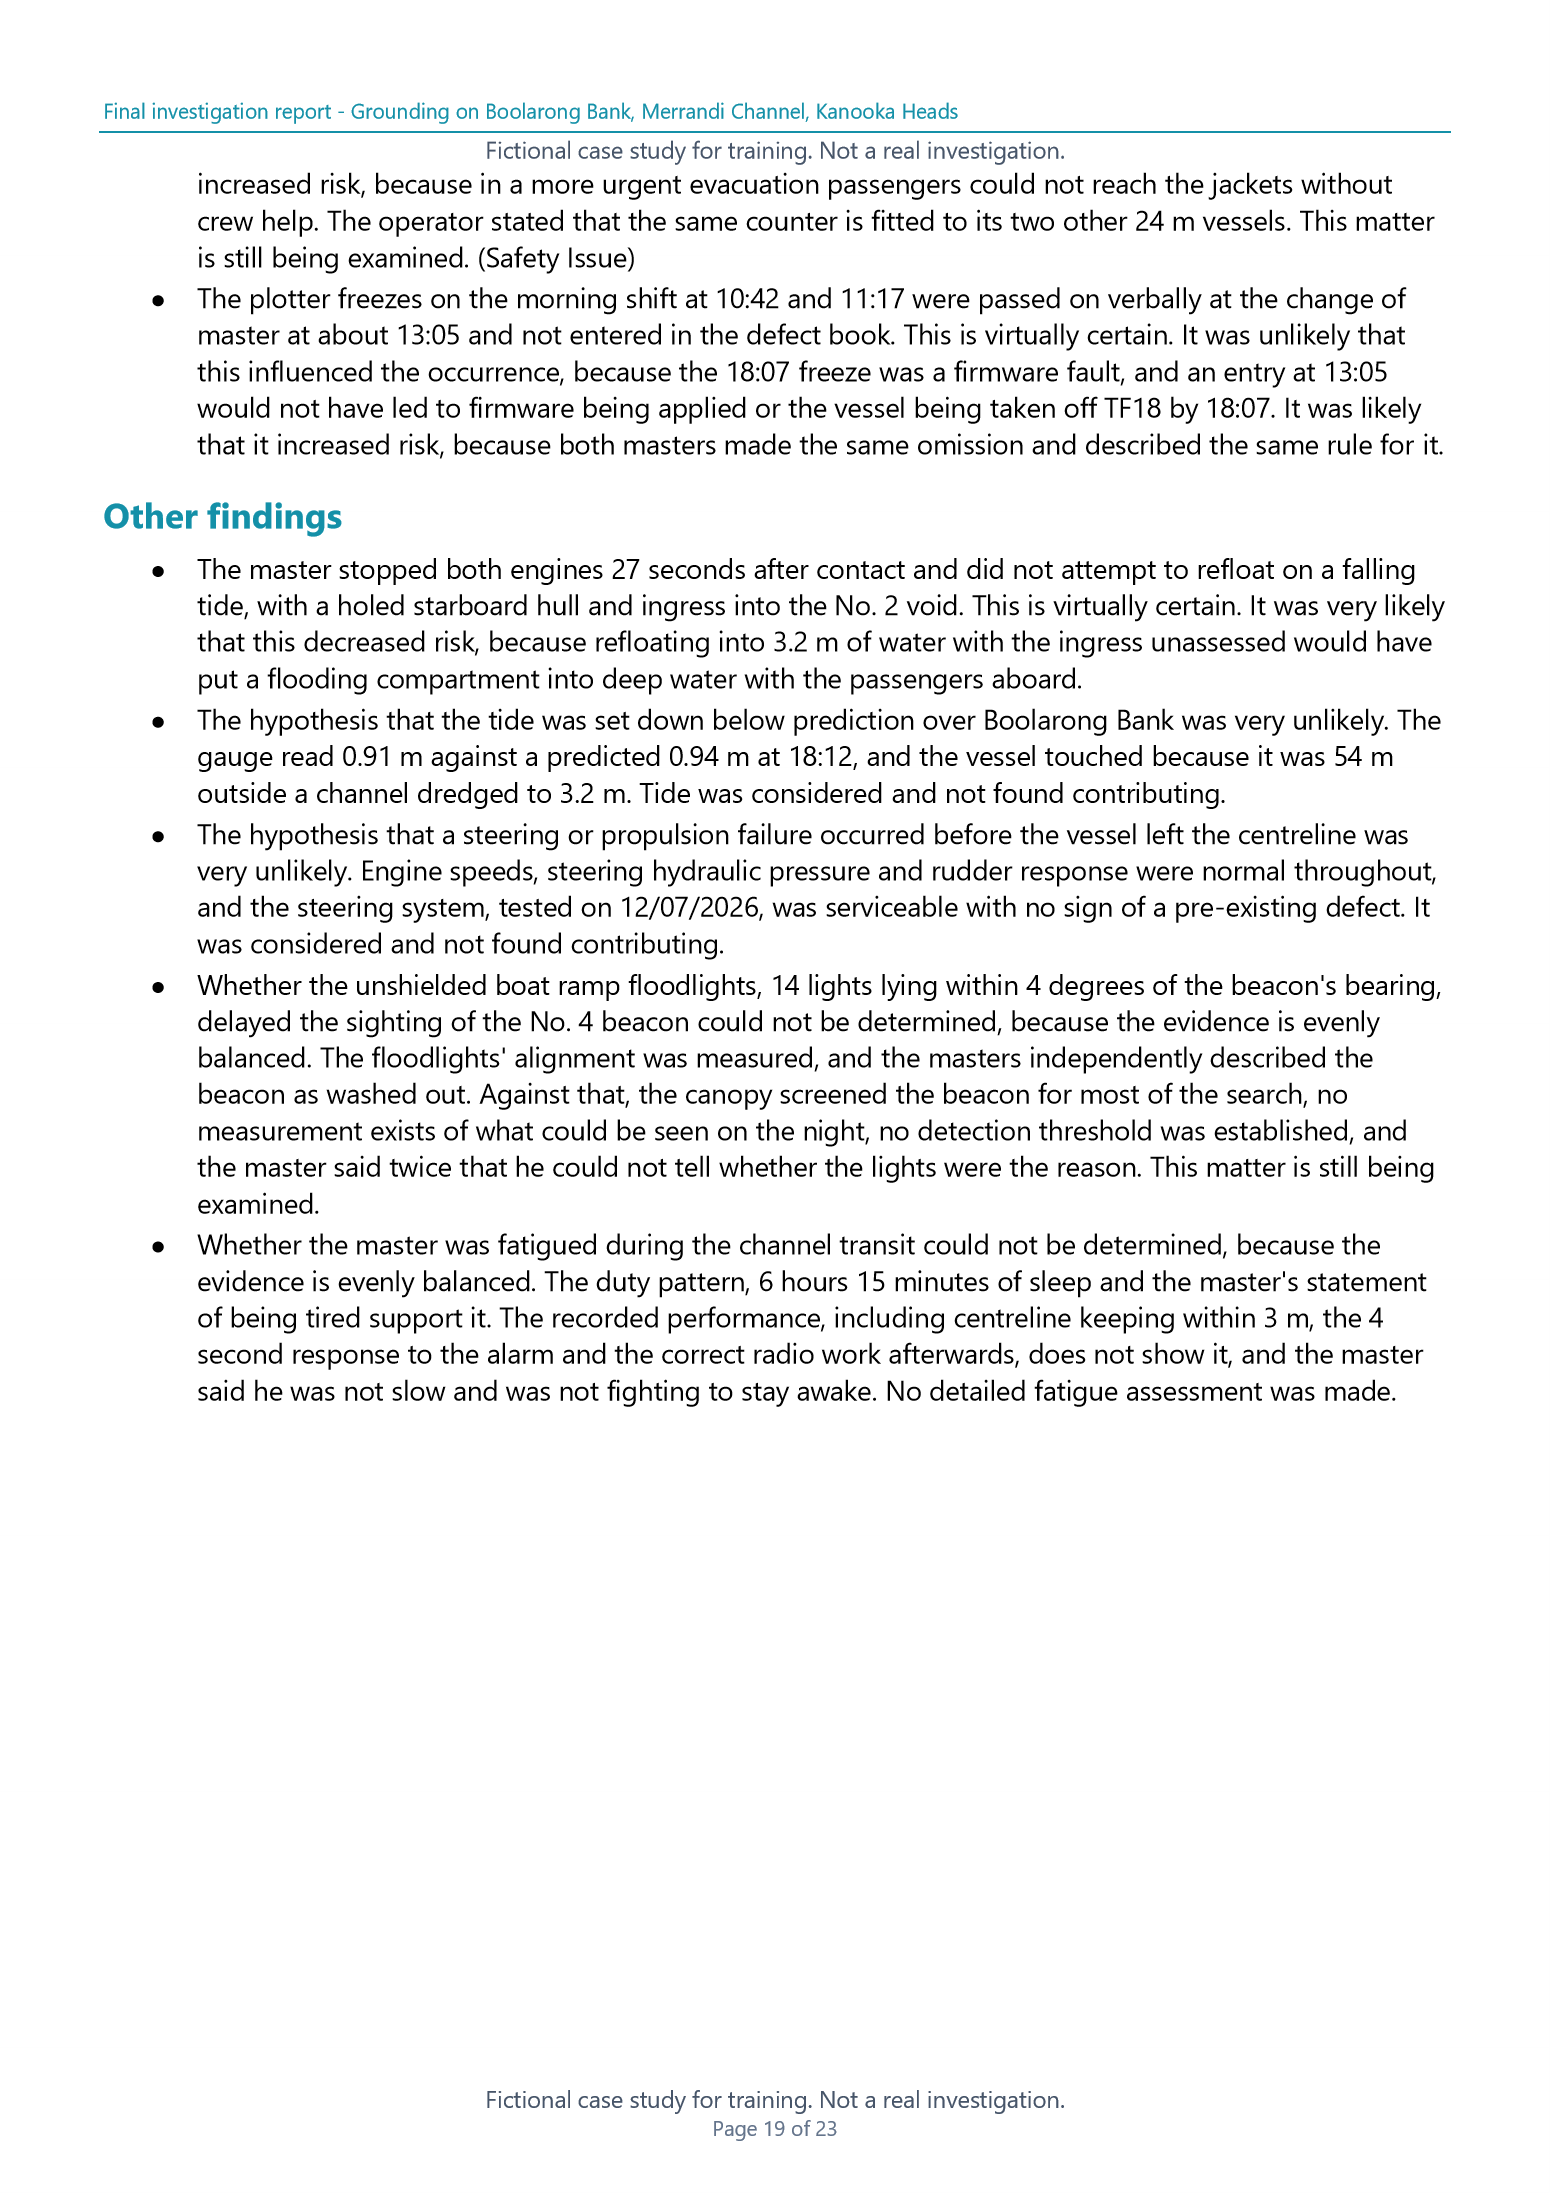 Final investigation report - Grounding on Boolarong Bank, Merrandi Channel, Kanooka Heads
Fictional case study for training. Not a real investigation.
increased risk, because in a more urgent evacuation passengers could not reach the jackets without
crew help. The operator stated that the same counter is fitted to its two other 24 m vessels. This matter
is still being examined. (Safety Issue)
● The plotter freezes on the morning shift at 10:42 and 11:17 were passed on verbally at the change of
master at about 13:05 and not entered in the defect book. This is virtually certain. It was unlikely that
this influenced the occurrence, because the 18:07 freeze was a firmware fault, and an entry at 13:05
would not have led to firmware being applied or the vessel being taken off TF18 by 18:07. It was likely
that it increased risk, because both masters made the same omission and described the same rule for it.
Other findings
● The master stopped both engines 27 seconds after contact and did not attempt to refloat on a falling
tide, with a holed starboard hull and ingress into the No. 2 void. This is virtually certain. It was very likely
that this decreased risk, because refloating into 3.2 m of water with the ingress unassessed would have
put a flooding compartment into deep water with the passengers aboard.
● The hypothesis that the tide was set down below prediction over Boolarong Bank was very unlikely. The
gauge read 0.91 m against a predicted 0.94 m at 18:12, and the vessel touched because it was 54 m
outside a channel dredged to 3.2 m. Tide was considered and not found contributing.
● The hypothesis that a steering or propulsion failure occurred before the vessel left the centreline was
very unlikely. Engine speeds, steering hydraulic pressure and rudder response were normal throughout,
and the steering system, tested on 12/07/2026, was serviceable with no sign of a pre-existing defect. It
was considered and not found contributing.
● Whether the unshielded boat ramp floodlights, 14 lights lying within 4 degrees of the beacon's bearing,
delayed the sighting of the No. 4 beacon could not be determined, because the evidence is evenly
balanced. The floodlights' alignment was measured, and the masters independently described the
beacon as washed out. Against that, the canopy screened the beacon for most of the search, no
measurement exists of what could be seen on the night, no detection threshold was established, and
the master said twice that he could not tell whether the lights were the reason. This matter is still being
examined.
● Whether the master was fatigued during the channel transit could not be determined, because the
evidence is evenly balanced. The duty pattern, 6 hours 15 minutes of sleep and the master's statement
of being tired support it. The recorded performance, including centreline keeping within 3 m, the 4
second response to the alarm and the correct radio work afterwards, does not show it, and the master
said he was not slow and was not fighting to stay awake. No detailed fatigue assessment was made.
Fictional case study for training. Not a real investigation.
Page 19 of 23